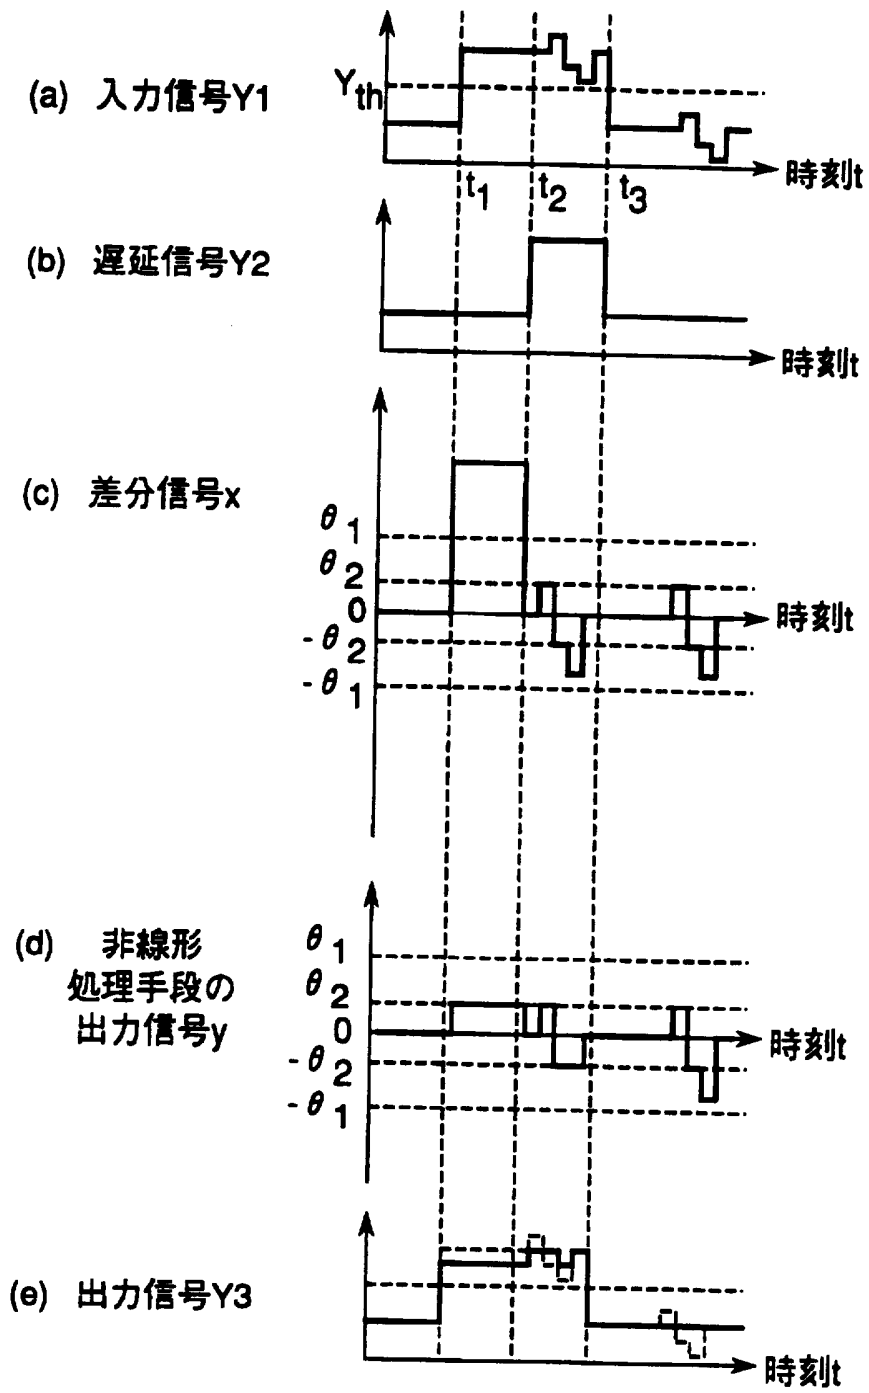 (a) 入力信号Y1
Yth
t1 t2 t3
時刻t
(b) 遅延信号Y2
時刻t
(c) 差分信号x
θ1
θ2
0
-θ2
-θ1
時刻t
(d) 非線形
処理手段の
出力信号y
θ1
θ2
0
-θ2
-θ1
時刻t
(e) 出力信号Y3
時刻t